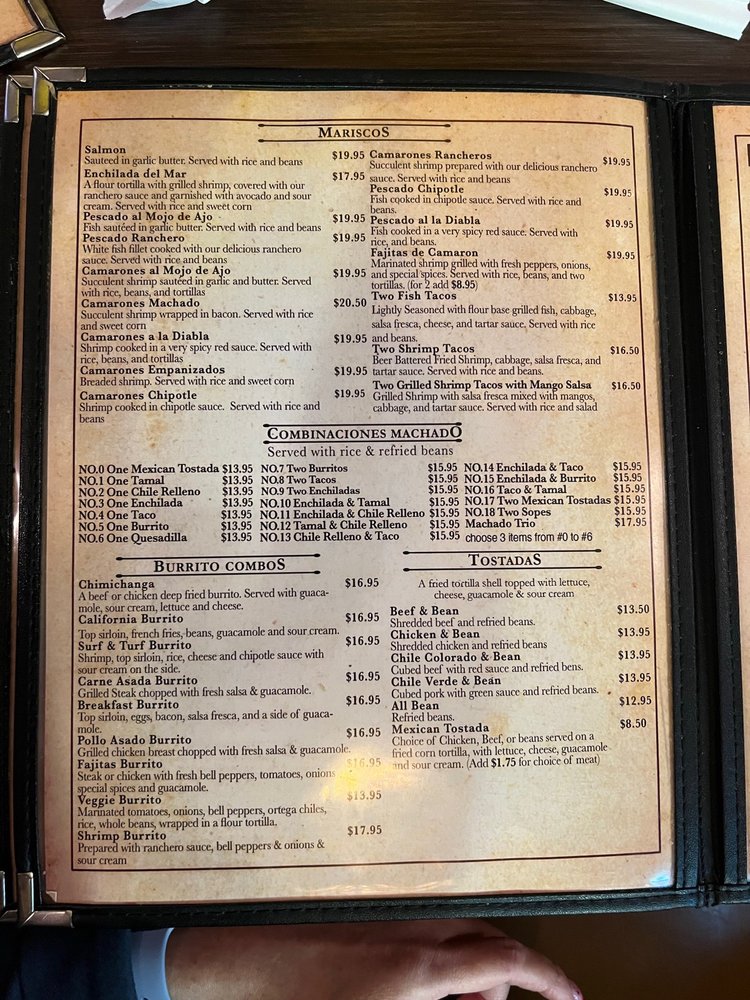 MARISCOS
Salmon $19.95
Sauteed in garlic butter. Served with rice and beans
Enchilada del Mar $17.95
A flour tortilla with grilled shrimp, covered with our
ranchero sauce and garnished with avocado and sour
cream. Served with rice and sweet corn
Pescado al Mojo de Ajo $19.95
Fish sautéed in garlic butter. Served with rice and beans
Pescado Ranchero $19.95
White fish fillet cooked with our delicious ranchero
sauce. Served with rice and beans
Camarones al Mojo de Ajo $19.95
Succulent shrimp sautéed in garlic and butter. Served
with rice, beans, and tortillas
Camarones Machado $20.50
Succulent shrimp wrapped in bacon. Served with rice
and sweet corn
Camarones a la Diabla $19.95
Shrimp cooked in a very spicy red sauce. Served with
rice, beans, and tortillas
Camarones Empanizados $19.95
Breaded shrimp. Served with rice and sweet corn
Camarones Chipotle $19.95
Shrimp cooked in chipotle sauce. Served with rice and
beans
Camarones Rancheros $19.95
Succulent shrimp prepared with our delicious ranchero
sauce. Served with rice and beans
Pescado Chipotle $19.95
Fish cooked in chipotle sauce. Served with rice and
beans.
Pescado al la Diabla $19.95
Fish cooked in a very spicy red sauce. Served with
rice, and beans.
Fajitas de Camaron $19.95
Marinated shrimp grilled with fresh peppers, onions,
and special spices. Served with rice, beans, and two
tortillas. (for 2 add $8.95)
Two Fish Tacos $13.95
Lightly Seasoned with flour base grilled fish, cabbage,
salsa fresca, cheese, and tartar sauce. Served with rice
and beans.
Two Shrimp Tacos $16.50
Beer Battered Fried Shrimp, cabbage, salsa fresca, and
tartar sauce. Served with rice and beans.
Two Grilled Shrimp Tacos with Mango Salsa $16.50
Grilled Shrimp with salsa fresca mixed with mangos,
cabbage, and tartar sauce. Served with rice and salad
COMBINACIONES MACHADO
Served with rice & refried beans
NO.0 One Mexican Tostada $13.95
NO.1 One Tamal $13.95
NO.2 One Chile Relleno $13.95
NO.3 One Enchilada $13.95
NO.4 One Taco $13.95
NO.5 One Burrito $13.95
NO.6 One Quesadilla $13.95
NO.7 Two Burritos $15.95
NO.8 Two Tacos $15.95
NO.9 Two Enchiladas $15.95
NO.10 Enchilada & Tamal $15.95
NO.11 Enchilada & Chile Relleno $15.95
NO.12 Tamal & Chile Relleno $15.95
NO.13 Chile Relleno & Taco $15.95
NO.14 Enchilada & Taco $15.95
NO.15 Enchilada & Burrito $15.95
NO.16 Taco & Tamal $15.95
NO.17 Two Mexican Tostadas $15.95
NO.18 Two Sopes $15.95
Machado Trio $17.95
choose 3 items from #0 to #6
BURRITO COMBOS
Chimichanga $16.95
A beef or chicken deep fried burrito. Served with guaca-
mole, sour cream, lettuce and cheese.
California Burrito $16.95
Top sirloin, french fries, beans, guacamole and sour cream.
Surf & Turf Burrito $16.95
Shrimp, top sirloin, rice, cheese and chipotle sauce with
sour cream on the side.
Carne Asada Burrito $16.95
Grilled Steak chopped with fresh salsa & guacamole.
Breakfast Burrito $16.95
Top sirloin, eggs, bacon, salsa fresca, and a side of guaca-
mole.
Pollo Asado Burrito $16.95
Grilled chicken breast chopped with fresh salsa & guacamole.
Fajitas Burrito $16.95
Steak or chicken with fresh bell peppers, tomatoes, onions
special spices and guacamole.
Veggie Burrito $13.95
Marinated tomatoes, onions, bell peppers, ortega chiles,
rice, whole beans, wrapped in a flour tortilla.
Shrimp Burrito $17.95
Prepared with ranchero sauce, bell peppers & onions &
sour cream
TOSTADAS
A fried tortilla shell topped with lettuce,
cheese, guacamole & sour cream
Beef & Bean $13.50
Shredded beef and refried beans.
Chicken & Bean $13.95
Shredded chicken and refried beans
Chile Colorado & Bean $13.95
Cubed beef with red sauce and refried bens.
Chile Verde & Bean $13.95
Cubed pork with green sauce and refried beans.
All Bean $12.95
Refried beans.
Mexican Tostada $8.50
Choice of Chicken, Beef, or beans served on a
fried corn tortilla, with lettuce, cheese, guacamole
and sour cream. (Add $1.75 for choice of meat)